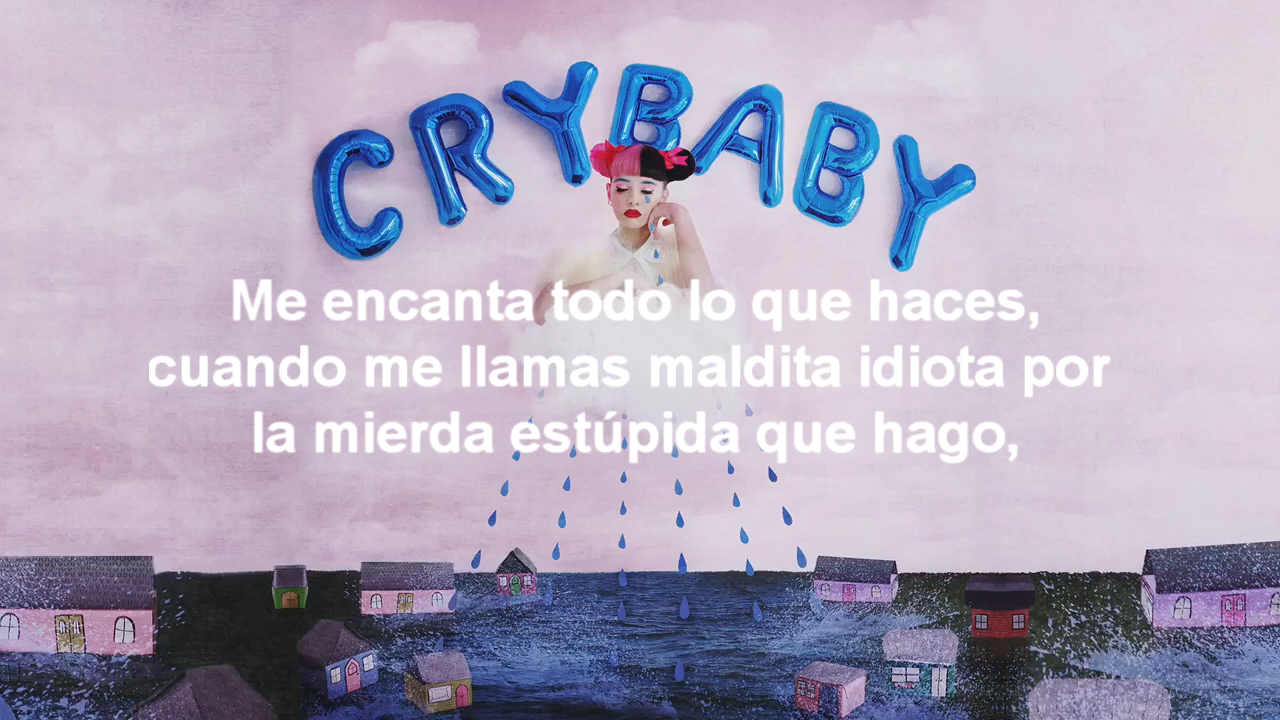 CRYBABY
Me encanta todo lo que haces,
cuando me llamas maldita idiota por
la mierda estúpida que hago,